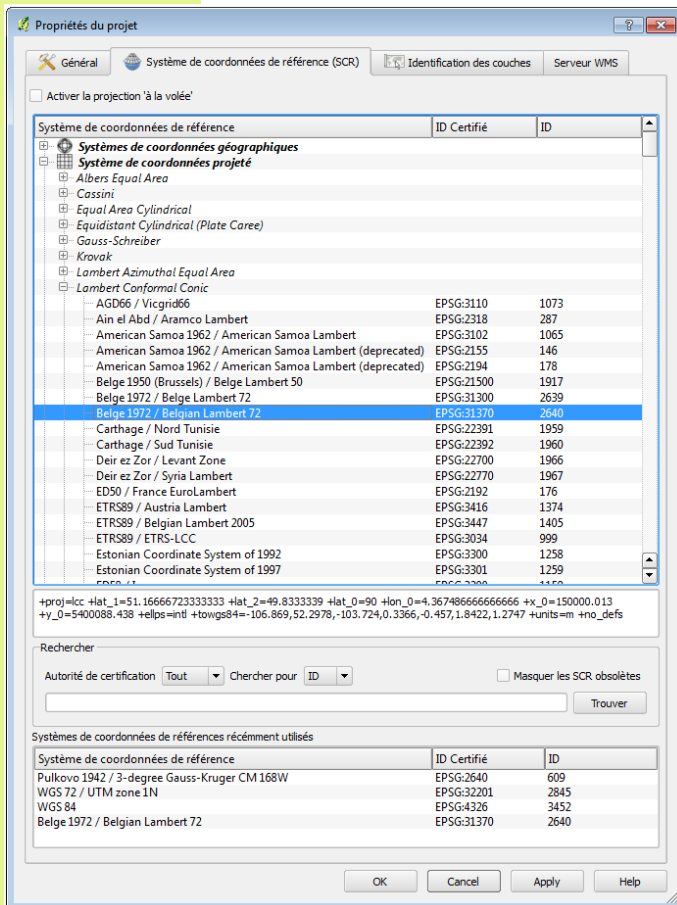 Propriétés du projet
Général Système de coordonnées de référence (SCR) Identification des couches Serveur WMS
Activer la projection 'à la volée'
Système de coordonnées de référence ID Certifié ID
Systèmes de coordonnées géographiques
Système de coordonnées projeté
Albers Equal Area
Cassini
Equal Area Cylindrical
Equidistant Cylindrical (Plate Caree)
Gauss-Schreiber
Krovak
Lambert Azimuthal Equal Area
Lambert Conformal Conic
AGD66 / Vicgrid66 EPSG:3110 1073
Ain el Abd / Aramco Lambert EPSG:2318 287
American Samoa 1962 / American Samoa Lambert EPSG:3102 1065
American Samoa 1962 / American Samoa Lambert (deprecated) EPSG:2155 146
American Samoa 1962 / American Samoa Lambert (deprecated) EPSG:2194 178
Belge 1950 (Brussels) / Belge Lambert 50 EPSG:21500 1917
Belge 1972 / Belge Lambert 72 EPSG:31300 2639
Belge 1972 / Belgian Lambert 72 EPSG:31370 2640
Carthage / Nord Tunisie EPSG:22391 1959
Carthage / Sud Tunisie EPSG:22392 1960
Deir ez Zor / Levant Zone EPSG:22700 1966
Deir ez Zor / Syria Lambert EPSG:22770 1967
ED50 / France EuroLambert EPSG:2192 176
ETRS89 / Austria Lambert EPSG:3416 1374
ETRS89 / Belgian Lambert 2005 EPSG:3447 1405
ETRS89 / ETRS-LCC EPSG:3034 999
Estonian Coordinate System of 1992 EPSG:3300 1258
Estonian Coordinate System of 1997 EPSG:3301 1259
+proj=lcc +lat_1=51.16666723333333 +lat_2=49.8333339 +lat_0=90 +lon_0=4.367486666666666 +x_0=150000.013
+y_0=5400088.438 +ellps=intl +towgs84=-106.869,52.2978,-103.724,0.3366,-0.457,1.8422,1.2747 +units=m +no_defs
Rechercher
Autorité de certification Tout Chercher pour ID Masquer les SCR obsolètes
Trouver
Systèmes de coordonnées de références récémment utilisés
Système de coordonnées de référence ID Certifié ID
Pulkovo 1942 / 3-degree Gauss-Kruger CM 168W EPSG:2640 609
WGS 72 / UTM zone 1N EPSG:32201 2845
WGS 84 EPSG:4326 3452
Belge 1972 / Belgian Lambert 72 EPSG:31370 2640
OK Cancel Apply Help